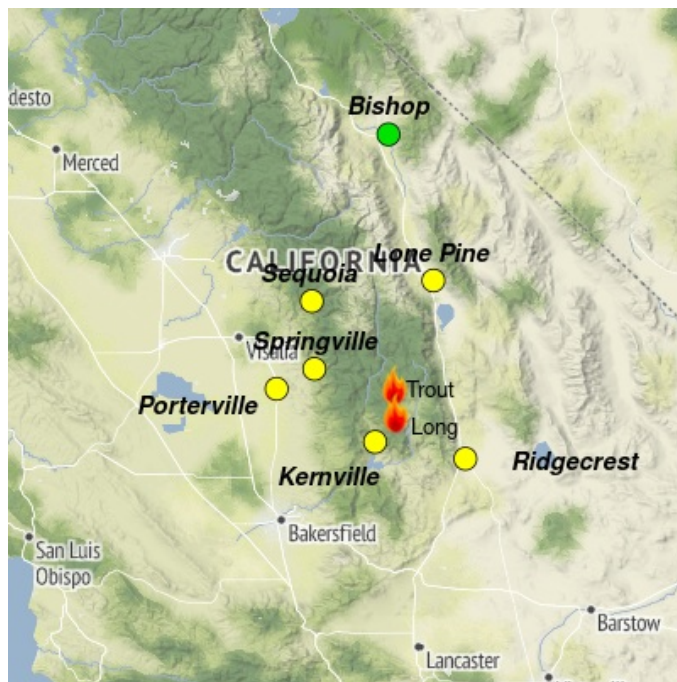 Bishop
desto
Merced
CALIFORNIA
Lone Pine
Sequoia
Springville
Visalia
Trout
Porterville
Long
Kernville
Ridgecrest
Bakersfield
San Luis
Obispo
Barstow
Lancaster